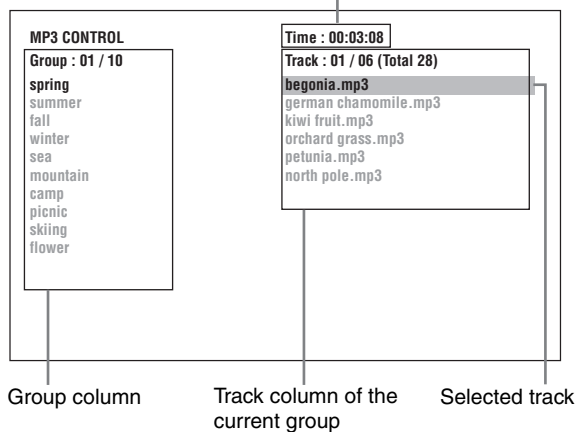 MP3 CONTROL
Group : 01 / 10
spring
summer
fall
winter
sea
mountain
camp
picnic
skiing
flower
Time : 00:03:08
Track : 01 / 06 (Total 28)
begonia.mp3
german chamomile.mp3
kiwi fruit.mp3
orchard grass.mp3
petunia.mp3
north pole.mp3
Group column
Track column of the
current group
Selected track